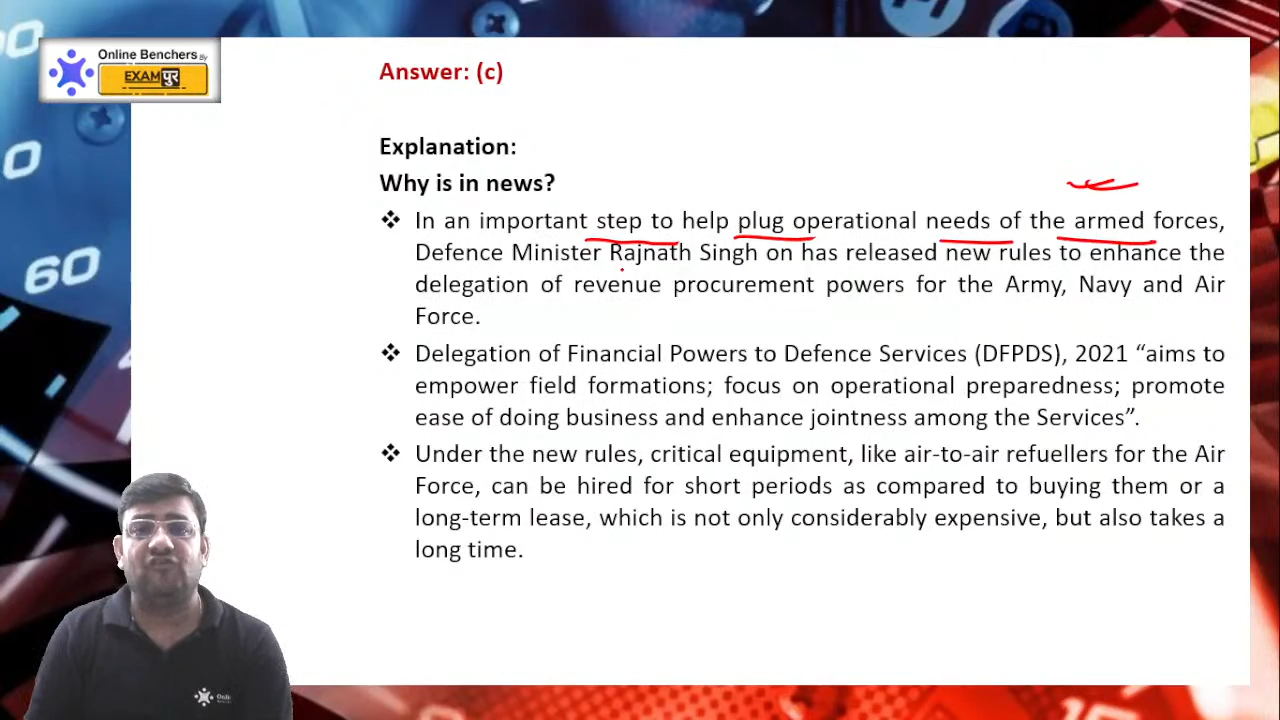 Online Benchers By
EXAMपुर
Answer: (c)
Explanation:
Why is in news?
❖ In an important step to help plug operational needs of the armed forces,
Defence Minister Rajnath Singh on has released new rules to enhance the
delegation of revenue procurement powers for the Army, Navy and Air
Force.
❖ Delegation of Financial Powers to Defence Services (DFPDS), 2021 “aims to
empower field formations; focus on operational preparedness; promote
ease of doing business and enhance jointness among the Services”.
❖ Under the new rules, critical equipment, like air-to-air refuellers for the Air
Force, can be hired for short periods as compared to buying them or a
long-term lease, which is not only considerably expensive, but also takes a
long time.
60